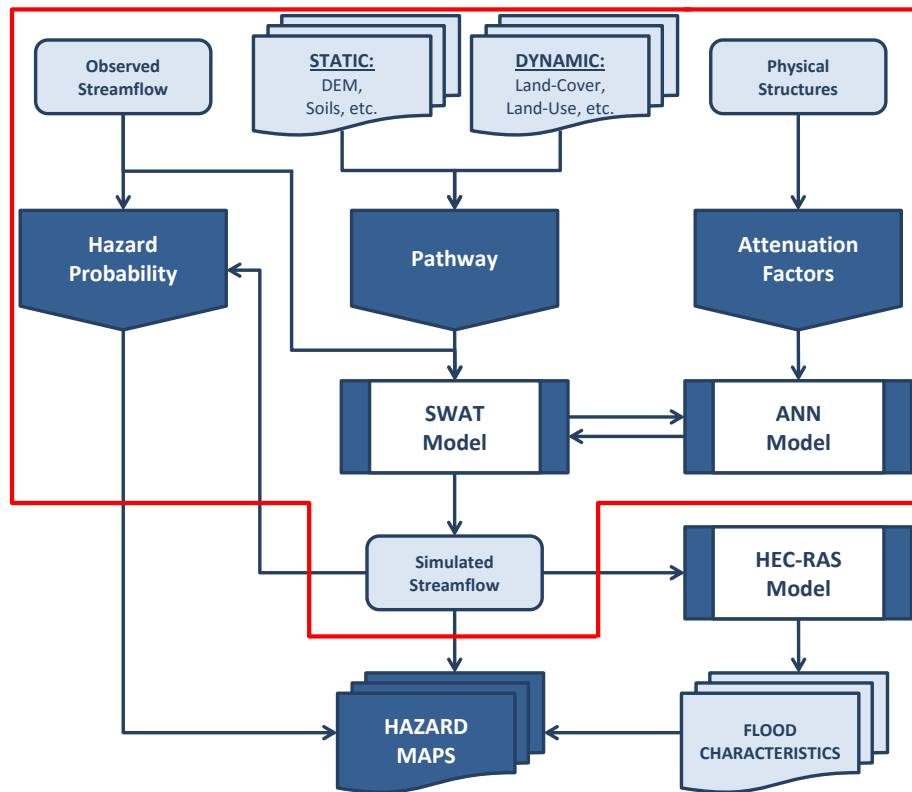 Observed
Streamflow
STATIC:
DEM,
Soils, etc.
DYNAMIC:
Land-Cover,
Land-Use, etc.
Physical
Structures
Hazard
Probability
Pathway
Attenuation
Factors
SWAT
Model
ANN
Model
Simulated
Streamflow
HEC-RAS
Model
HAZARD
MAPS
FLOOD
CHARACTERISTICS